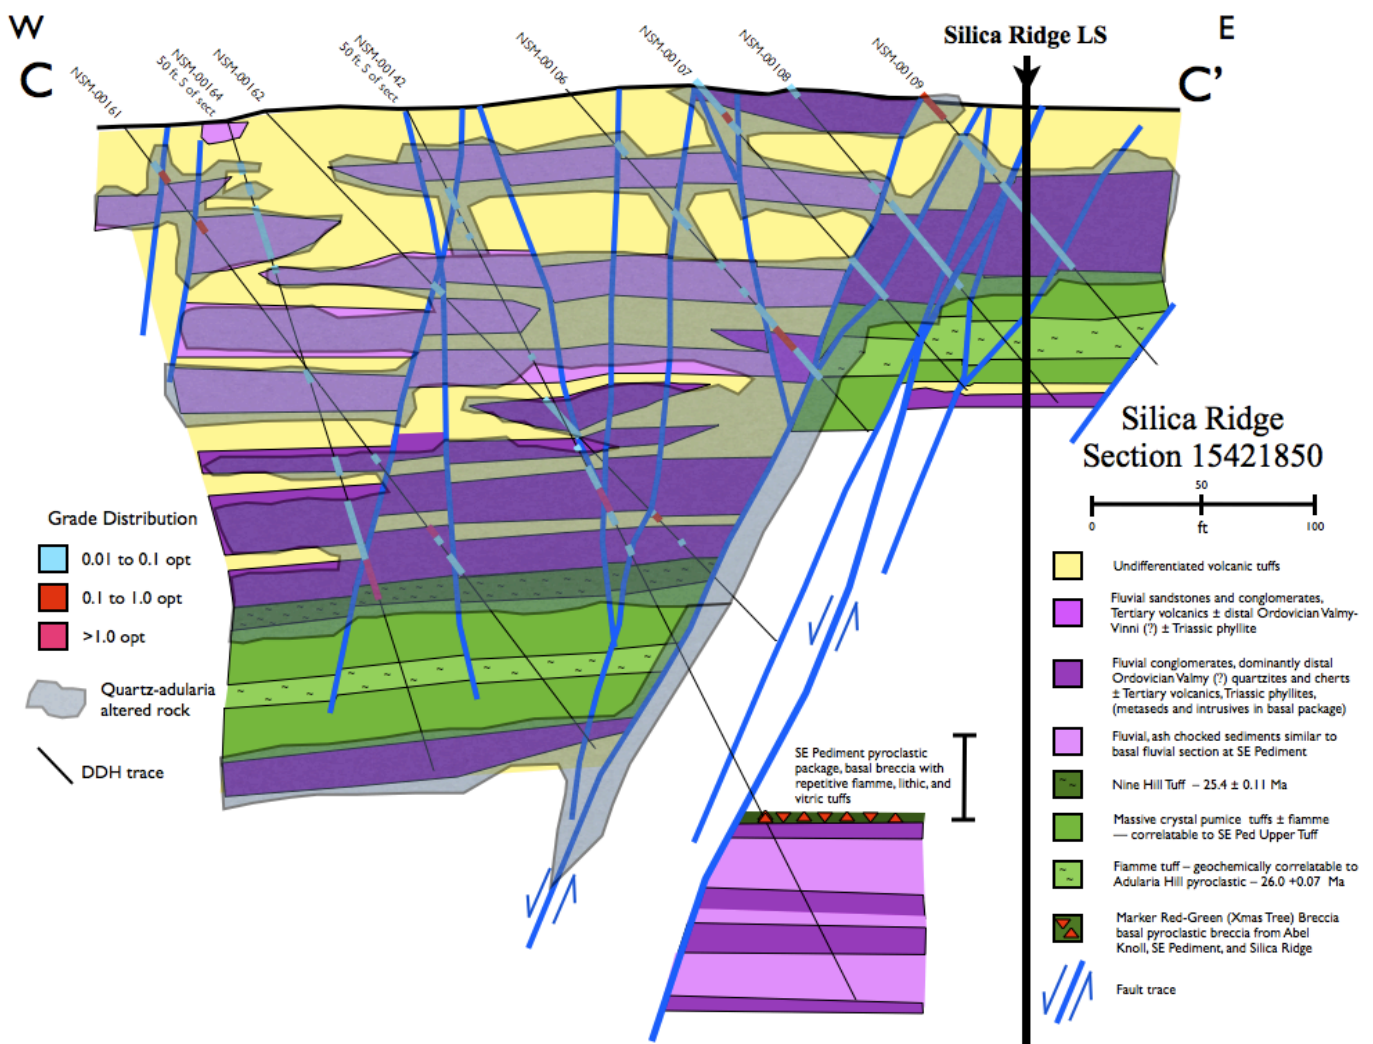 W
E
Silica Ridge LS
C
C'
NSM-00161
NSM-00164
50 ft. S of sect
NSM-00162
NSM-00142
50 ft. S of sect
NSM-00106
NSM-00107
NSM-00108
NSM-00109
Silica Ridge
Section 15421850
50
0
100
ft
Grade Distribution
0.01 to 0.1 opt
0.1 to 1.0 opt
>1.0 opt
Quartz-adularia
altered rock
DDH trace
SE Pediment pyroclastic
package, basal breccia with
repetitive fiamme, lithic, and
vitric tuffs
Undifferentiated volcanic tuffs
Fluvial sandstones and conglomerates,
Tertiary volcanics ± distal Ordovician Valmy-
Vinni (?) ± Triassic phyllite
Fluvial conglomerates, dominantly distal
Ordovician Valmy (?) quartzites and cherts
± Tertiary volcanics, Triassic phyllites,
(metaseds and intrusives in basal package)
Fluvial, ash chocked sediments similar to
basal fluvial section at SE Pediment
Nine Hill Tuff – 25.4 ± 0.11 Ma
Massive crystal pumice tuffs ± fiamme
— correlatable to SE Ped Upper Tuff
Fiamme tuff – geochemically correlatable to
Adularia Hill pyroclastic – 26.0 +0.07 Ma
Marker Red-Green (Xmas Tree) Breccia
basal pyroclastic breccia from Abel
Knoll, SE Pediment, and Silica Ridge
Fault trace